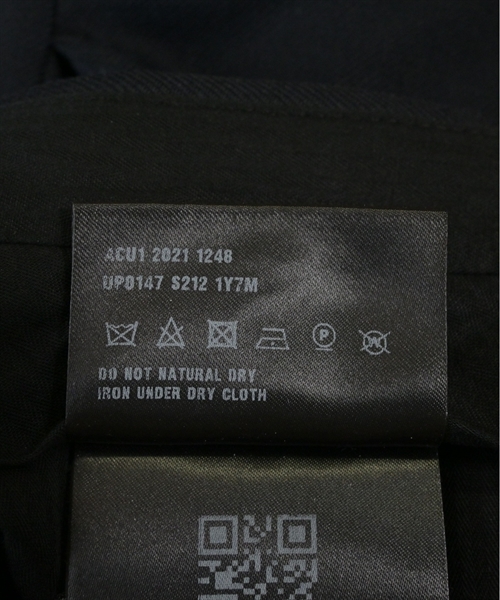 ACU1 2021 1248
UP0147 S212 1Y7M
P
W
DO NOT NATURAL DRY
IRON UNDER DRY CLOTH